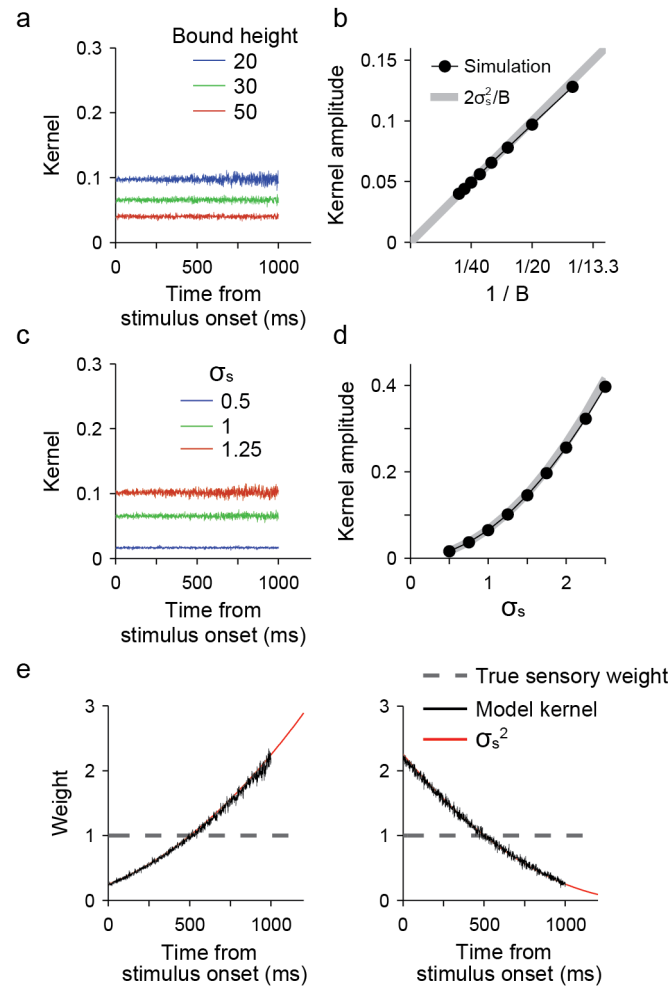 a
Bound height
20
30
50
Kernel
0.3
0.2
0.1
0
0 500 1000
Time from
stimulus onset (ms)
b
Simulation
2σs²/B
Kernel amplitude
0.15
0.1
0.05
0
1/40 1/20 1/13.3
1 / B
c
σs
0.5
1
1.25
Kernel
0.3
0.2
0.1
0
0 500 1000
Time from
stimulus onset (ms)
d
Kernel amplitude
0.4
0.2
0
0 1 2
σs
e
True sensory weight
Model kernel
σs²
Weight
3
2
1
0
0 500 1000
Time from
stimulus onset (ms)
3
2
1
0
0 500 1000
Time from
stimulus onset (ms)